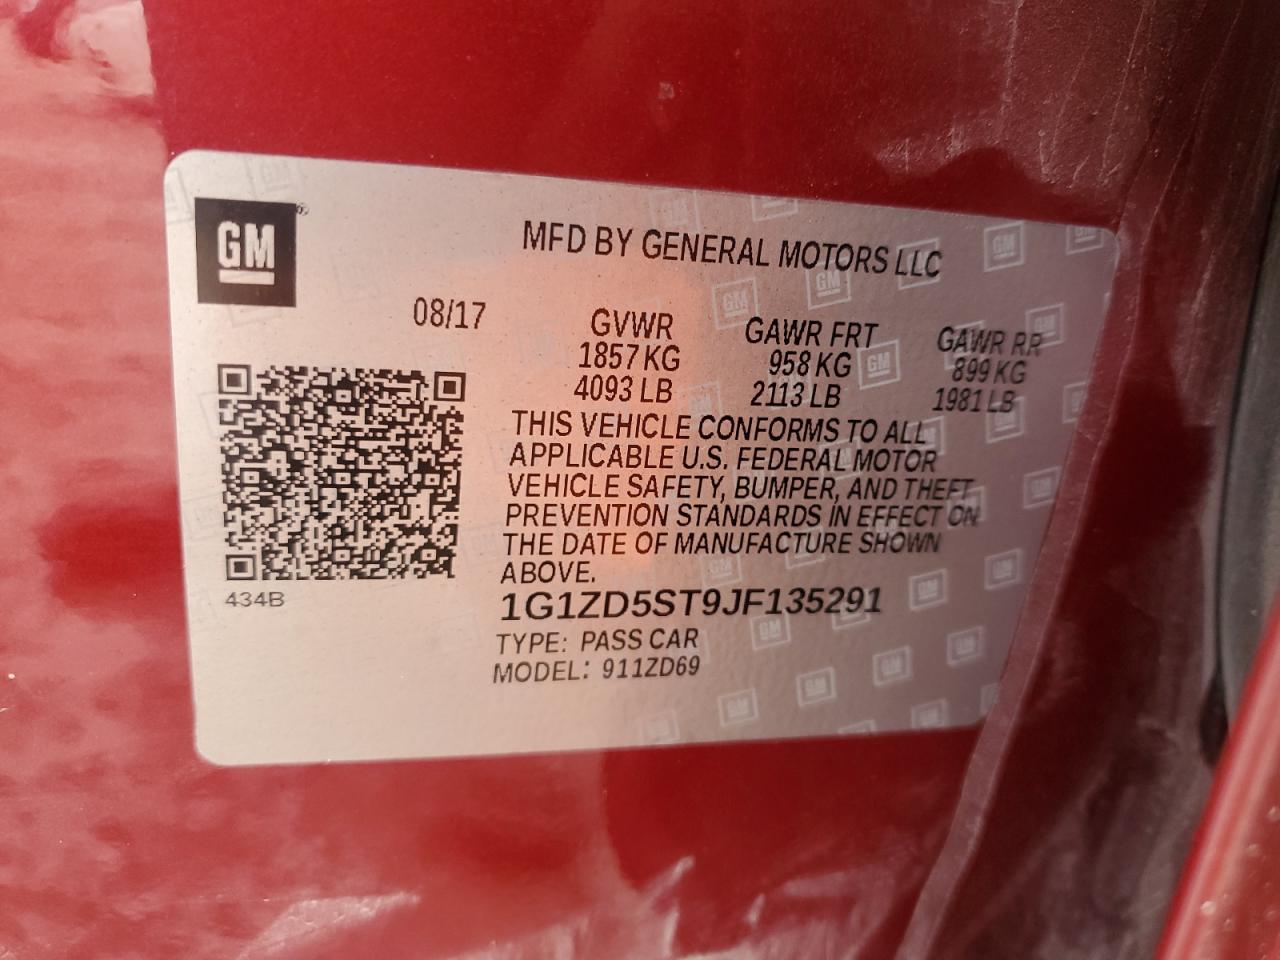 GM
MFD BY GENERAL MOTORS LLC
08/17
GVWR GAWR FRT GAWR RR
1857 KG 958 KG 899 KG
4093 LB 2113 LB 1981 LB
THIS VEHICLE CONFORMS TO ALL
APPLICABLE U.S. FEDERAL MOTOR
VEHICLE SAFETY, BUMPER, AND THEFT
PREVENTION STANDARDS IN EFFECT ON
THE DATE OF MANUFACTURE SHOWN
ABOVE.
434B
1G1ZD5ST9JF135291
TYPE: PASS CAR
MODEL: 911ZD69